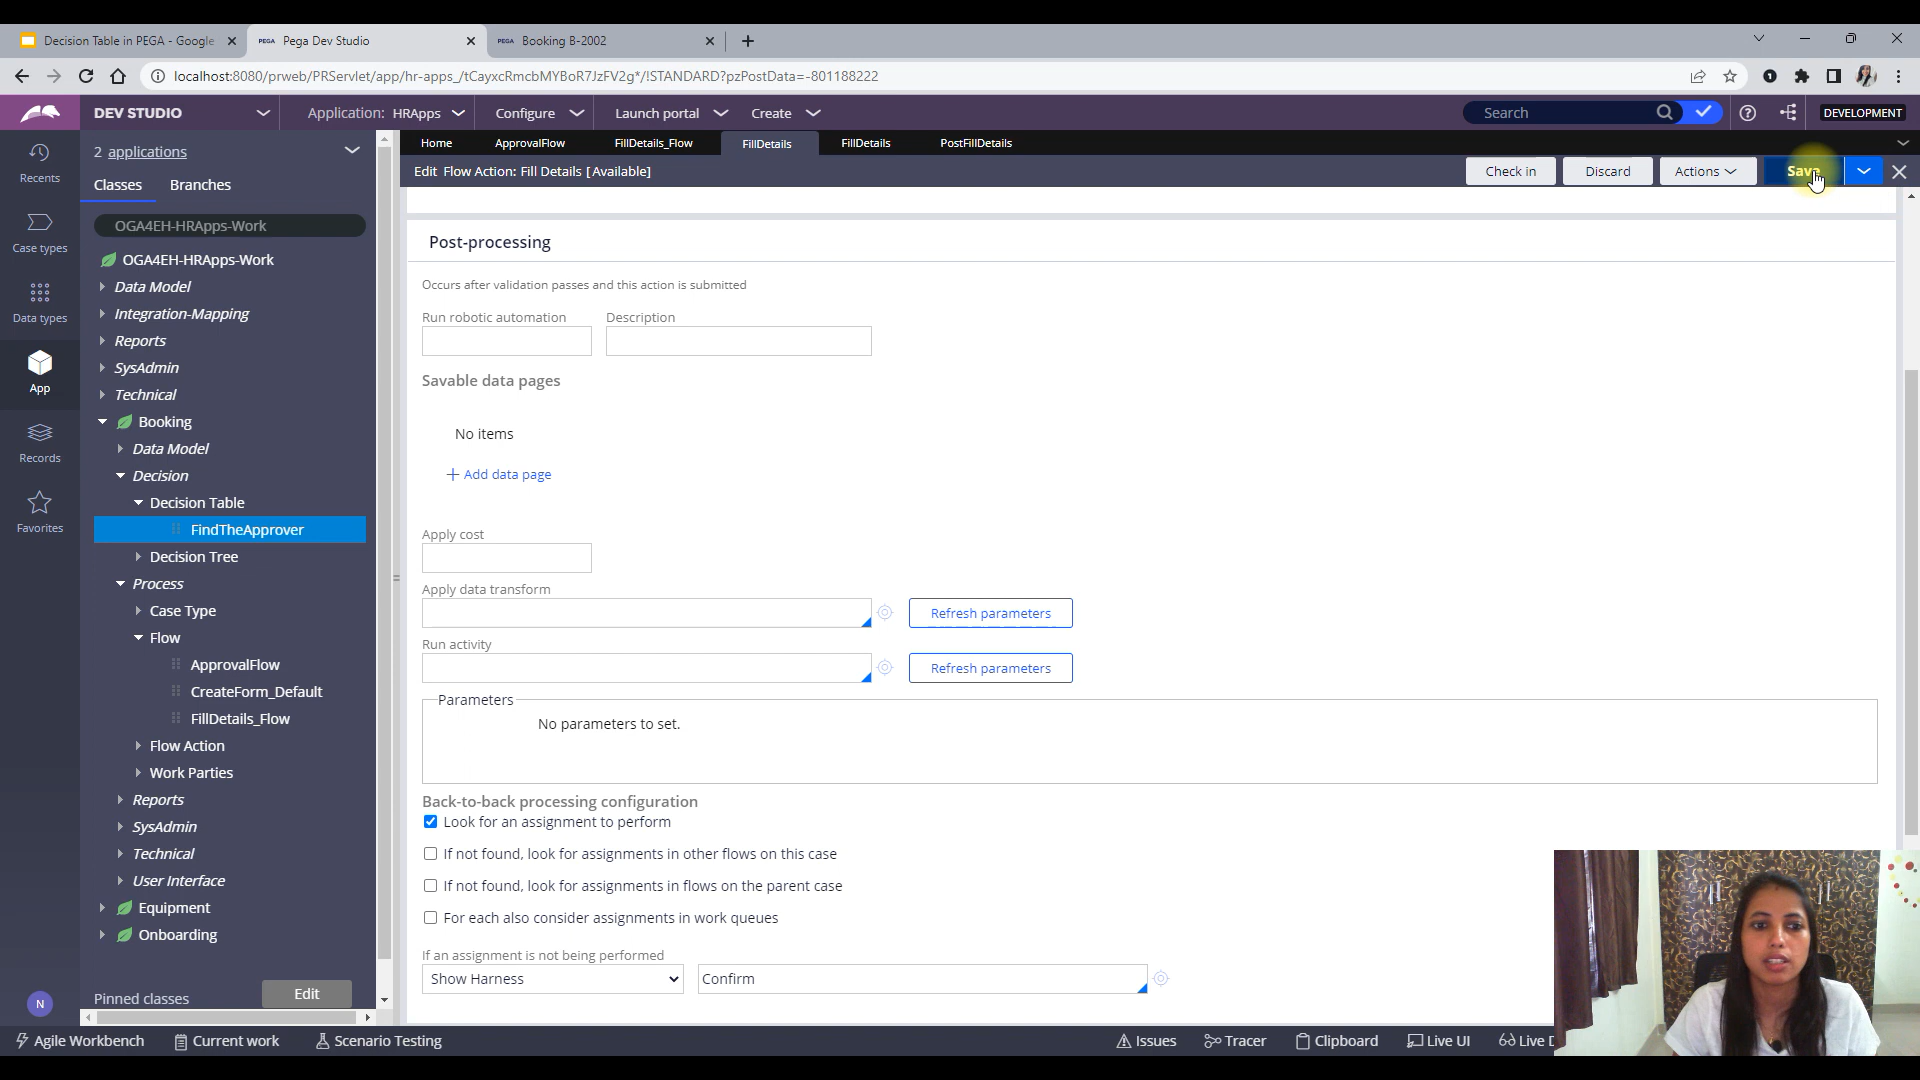 Decision Table in PEGA - Google
PEGA Pega Dev Studio
PEGA Booking B-2002
localhost:8080/prweb/PRServlet/app/hr-apps_/tCayxcRmcbMYBoR7JzFV2g*/!STANDARD?pzPostData=-801188222
DEV STUDIO
Application: HRApps
Configure
Launch portal
Create
Search
DEVELOPMENT
Recents
Case types
Data types
App
Records
Favorites
N
2 applications
Classes
Branches
OGA4EH-HRApps-Work
OGA4EH-HRApps-Work
Data Model
Integration-Mapping
Reports
SysAdmin
Technical
Booking
Data Model
Decision
Decision Table
FindTheApprover
Decision Tree
Process
Case Type
Flow
ApprovalFlow
CreateForm_Default
FillDetails_Flow
Flow Action
Work Parties
Reports
SysAdmin
Technical
User Interface
Equipment
Onboarding
Pinned classes
Edit
Home
ApprovalFlow
FillDetails_Flow
FillDetails
FillDetails
PostFillDetails
Edit Flow Action: Fill Details [Available]
Check in
Discard
Actions
Save
Post-processing
Occurs after validation passes and this action is submitted
Run robotic automation
Description
Savable data pages
No items
+ Add data page
Apply cost
Apply data transform
Refresh parameters
Run activity
Refresh parameters
Parameters
No parameters to set.
Back-to-back processing configuration
Look for an assignment to perform
If not found, look for assignments in other flows on this case
If not found, look for assignments in flows on the parent case
For each also consider assignments in work queues
If an assignment is not being performed
Show Harness
Confirm
Agile Workbench
Current work
Scenario Testing
Issues
Tracer
Clipboard
Live UI
Live